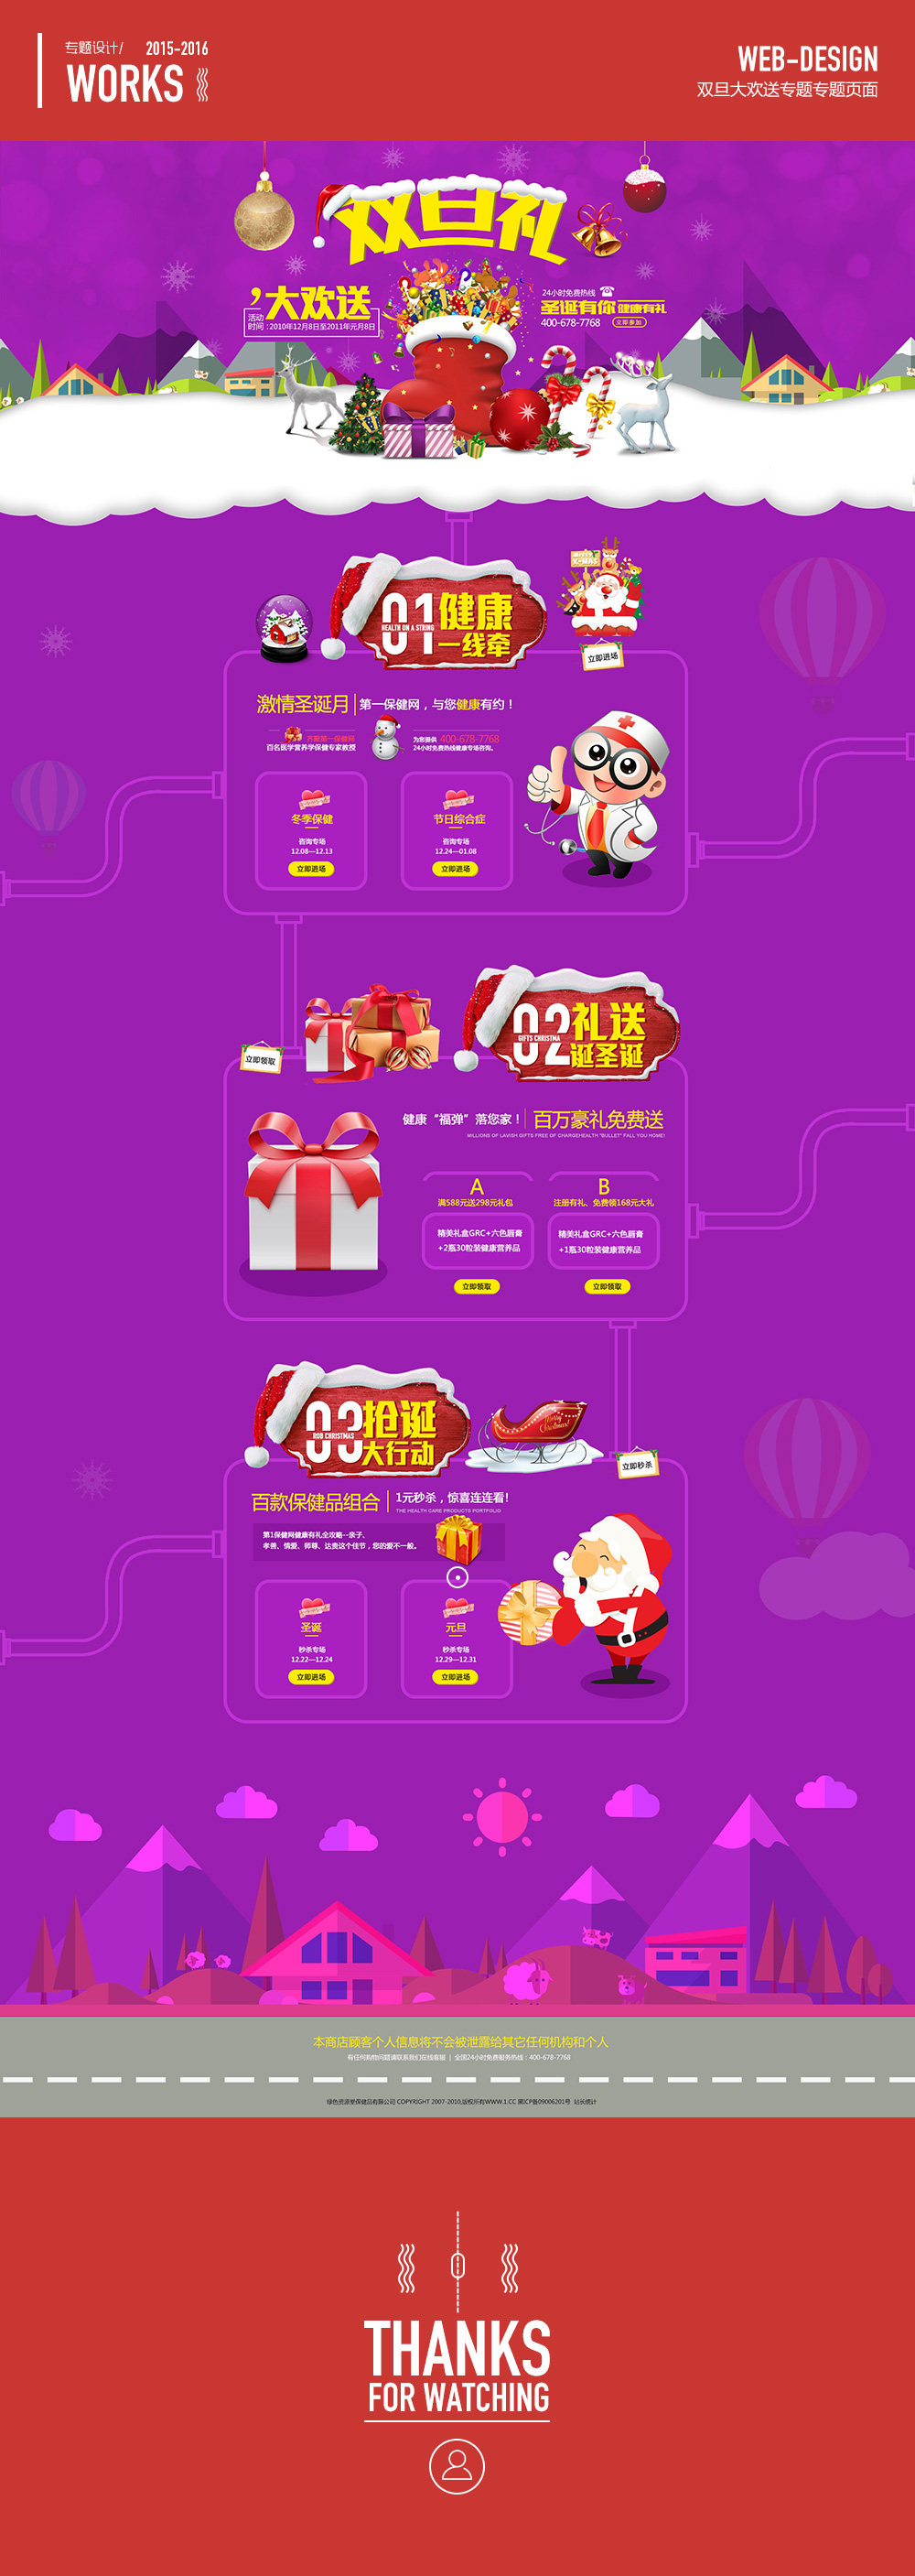 专题设计/ 2015-2016
WORKS
WEB-DESIGN
双旦大欢送专题专题页面
双旦礼
大欢送
活动
时间:2010年12月8日至2011年元月8日
24小时免费热线
圣诞有你 健康有礼
400-678-7768 立即参加
X-MAS
01 健康
HEALTH ON A STRING
一线牵
立即进场
激情圣诞月 第一保健网，与您健康有约！
齐聚第一保健网
百名医学营养学保健专家教授
为您提供 400-678-7768
24小时免费热线健康专场咨询。
冬季保健
咨询专场
12.08—12.13
立即进场
节日综合症
咨询专场
12.24—01.08
立即进场
02 礼送
GIFTS CHRISTMA
诞圣诞
立即领取
健康“福弹”落您家！ 百万豪礼免费送
MILLIONS OF LAVISH GIFTS FREE OF CHARGEHEALTH "BULLET" FALL YOU HOME!
A
满588元送298元礼包
精美礼盒GRC+六色唇膏
+2瓶30粒装健康营养品
立即领取
B
注册有礼、免费领168元大礼
精美礼盒GRC+六色唇膏
+1瓶30粒装健康营养品
立即领取
03 抢诞
ROB CHRISTMAS
大行动
Merry Christmas!
立即秒杀
百款保健品组合 1元秒杀，惊喜连连看!
THE HEALTH CARE PRODUCTS PORTFOLIO
第1保健网健康有礼全攻略--亲子、
孝善、情爱、师尊、达贵这个佳节，您的爱不一般。
圣诞
秒杀专场
12.22—12.24
立即进场
元旦
秒杀专场
12.29—12.31
立即进场
本商店顾客个人信息将不会被泄露给其它任何机构和个人
有任何购物问题请联系我们在线客服 | 全国24小时免费服务热线：400-678-7768
COPYRIGHT 2007-2010,版权所有WWW.1.CC 闽ICP备09006201号 站长统计
THANKS
FOR WATCHING